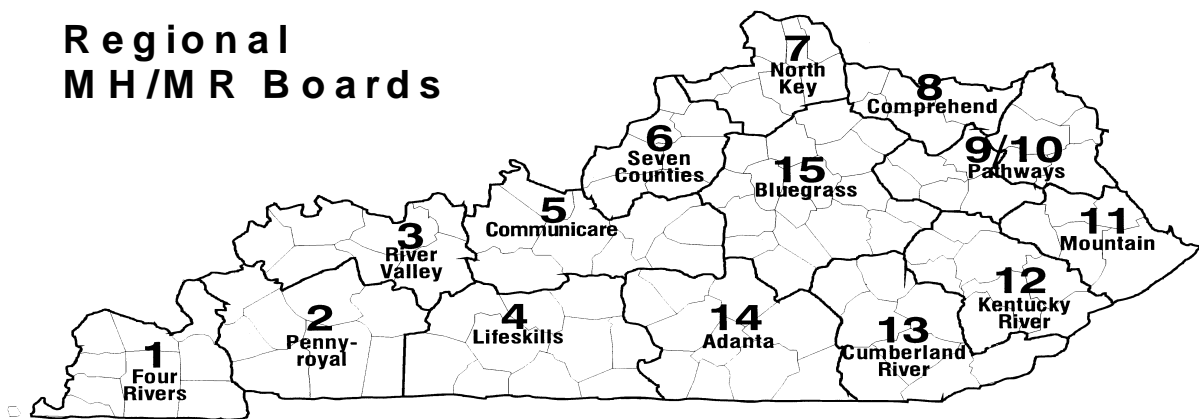 Regional
MH/MR Boards
7
North
Key
8
Comprehend
6
Seven
Counties
9/10
Pathways
15
Bluegrass
5
Communicare
11
Mountain
3
River
Valley
12
Kentucky
River
2
Penny-
royal
4
Lifeskills
14
Adanta
13
Cumberland
River
1
Four
Rivers